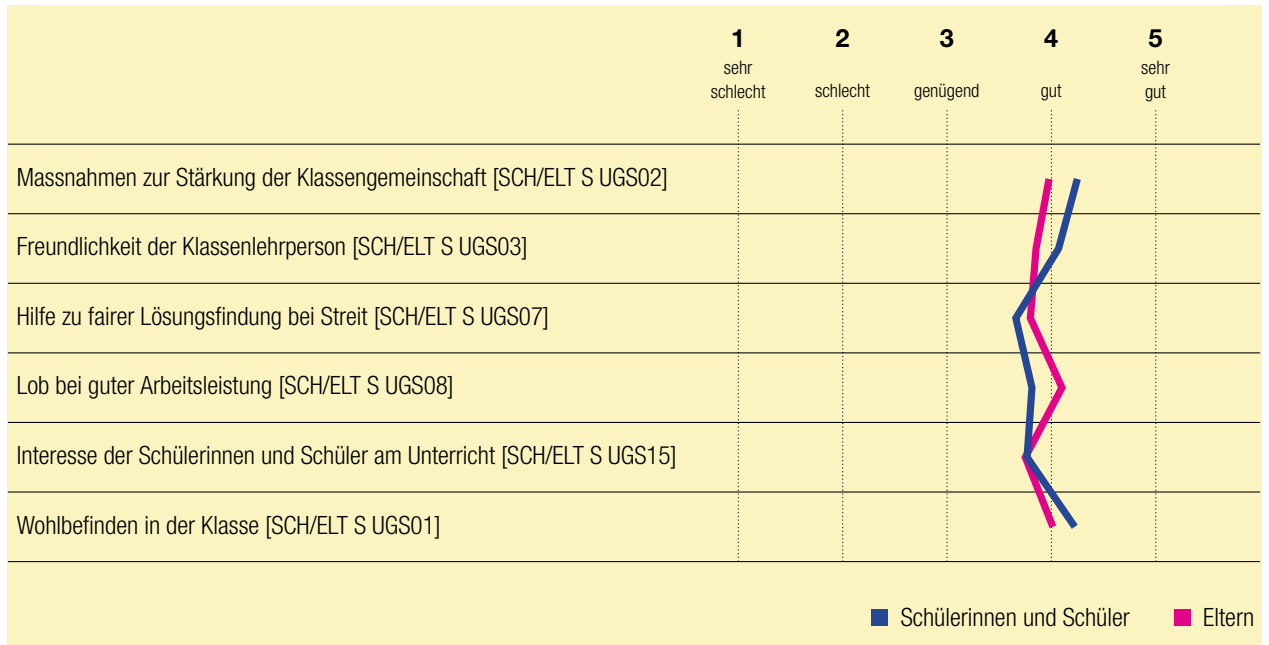 1 2 3 4 5
sehr schlecht schlecht genügend gut sehr gut
Massnahmen zur Stärkung der Klassengemeinschaft [SCH/ELT S UGS02]
Freundlichkeit der Klassenlehrperson [SCH/ELT S UGS03]
Hilfe zu fairer Lösungsfindung bei Streit [SCH/ELT S UGS07]
Lob bei guter Arbeitsleistung [SCH/ELT S UGS08]
Interesse der Schülerinnen und Schüler am Unterricht [SCH/ELT S UGS15]
Wohlbefinden in der Klasse [SCH/ELT S UGS01]
Schülerinnen und Schüler Eltern